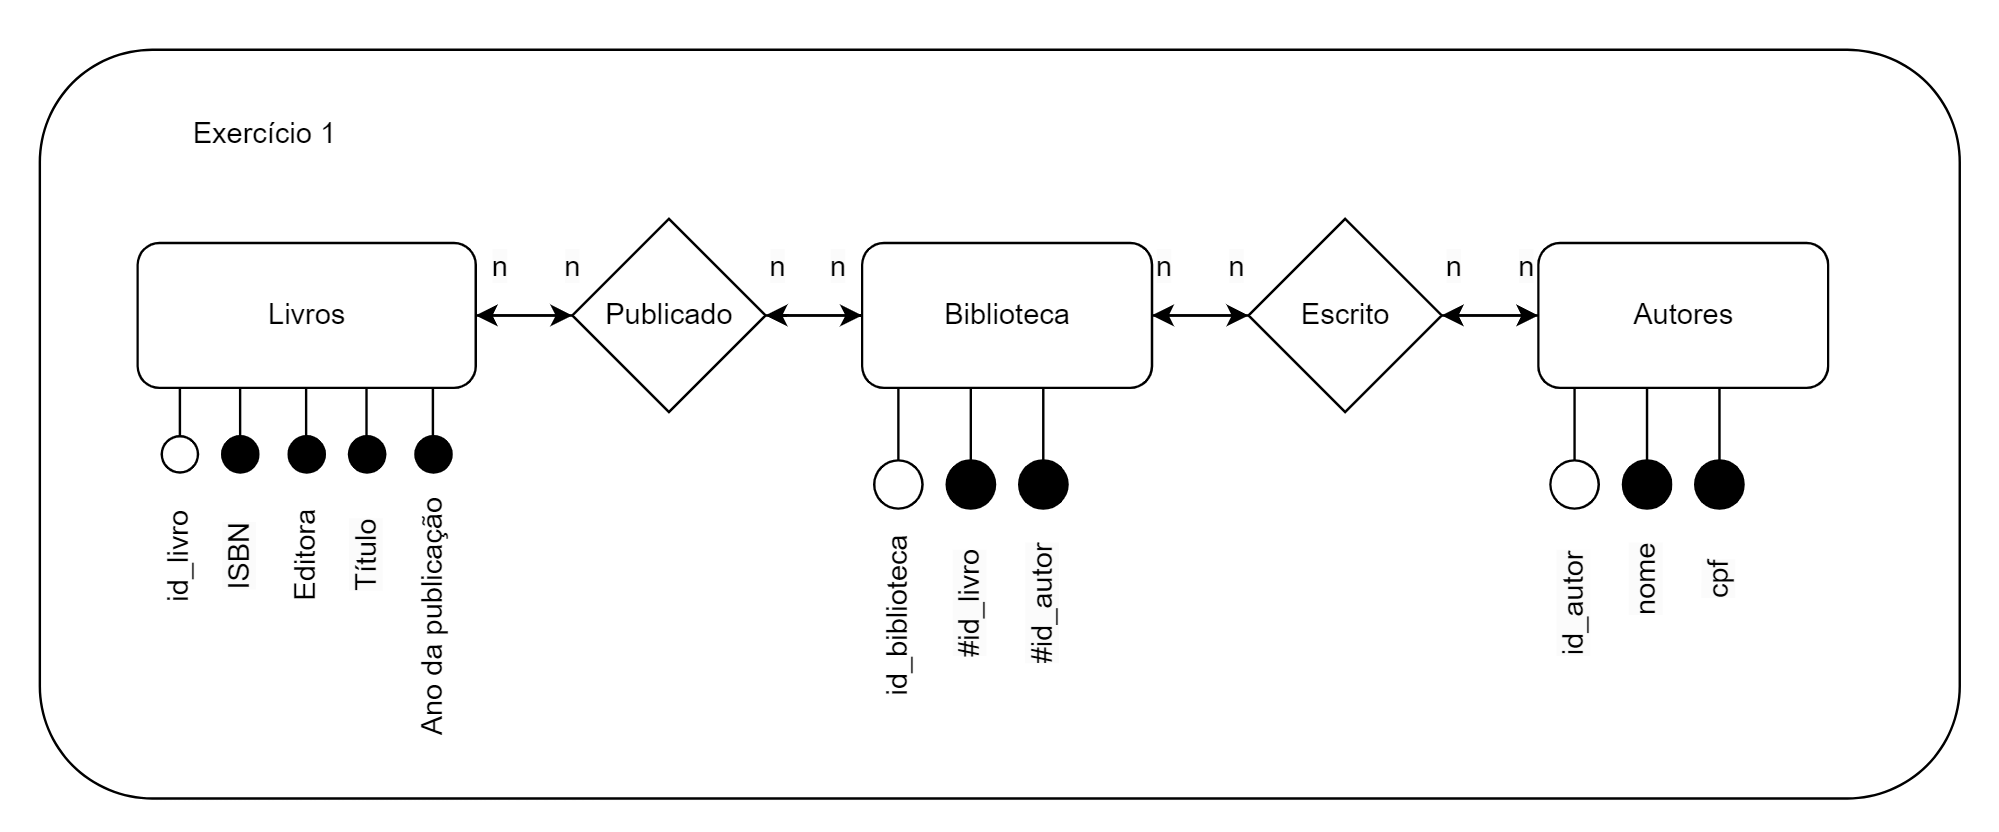 Exercício 1
n
n
n
n
n
n
n
n
Livros
Publicado
Biblioteca
Escrito
Autores
id_livro
ISBN
Editora
Título
Ano da publicação
id_biblioteca
#id_livro
#id_autor
id_autor
nome
cpf